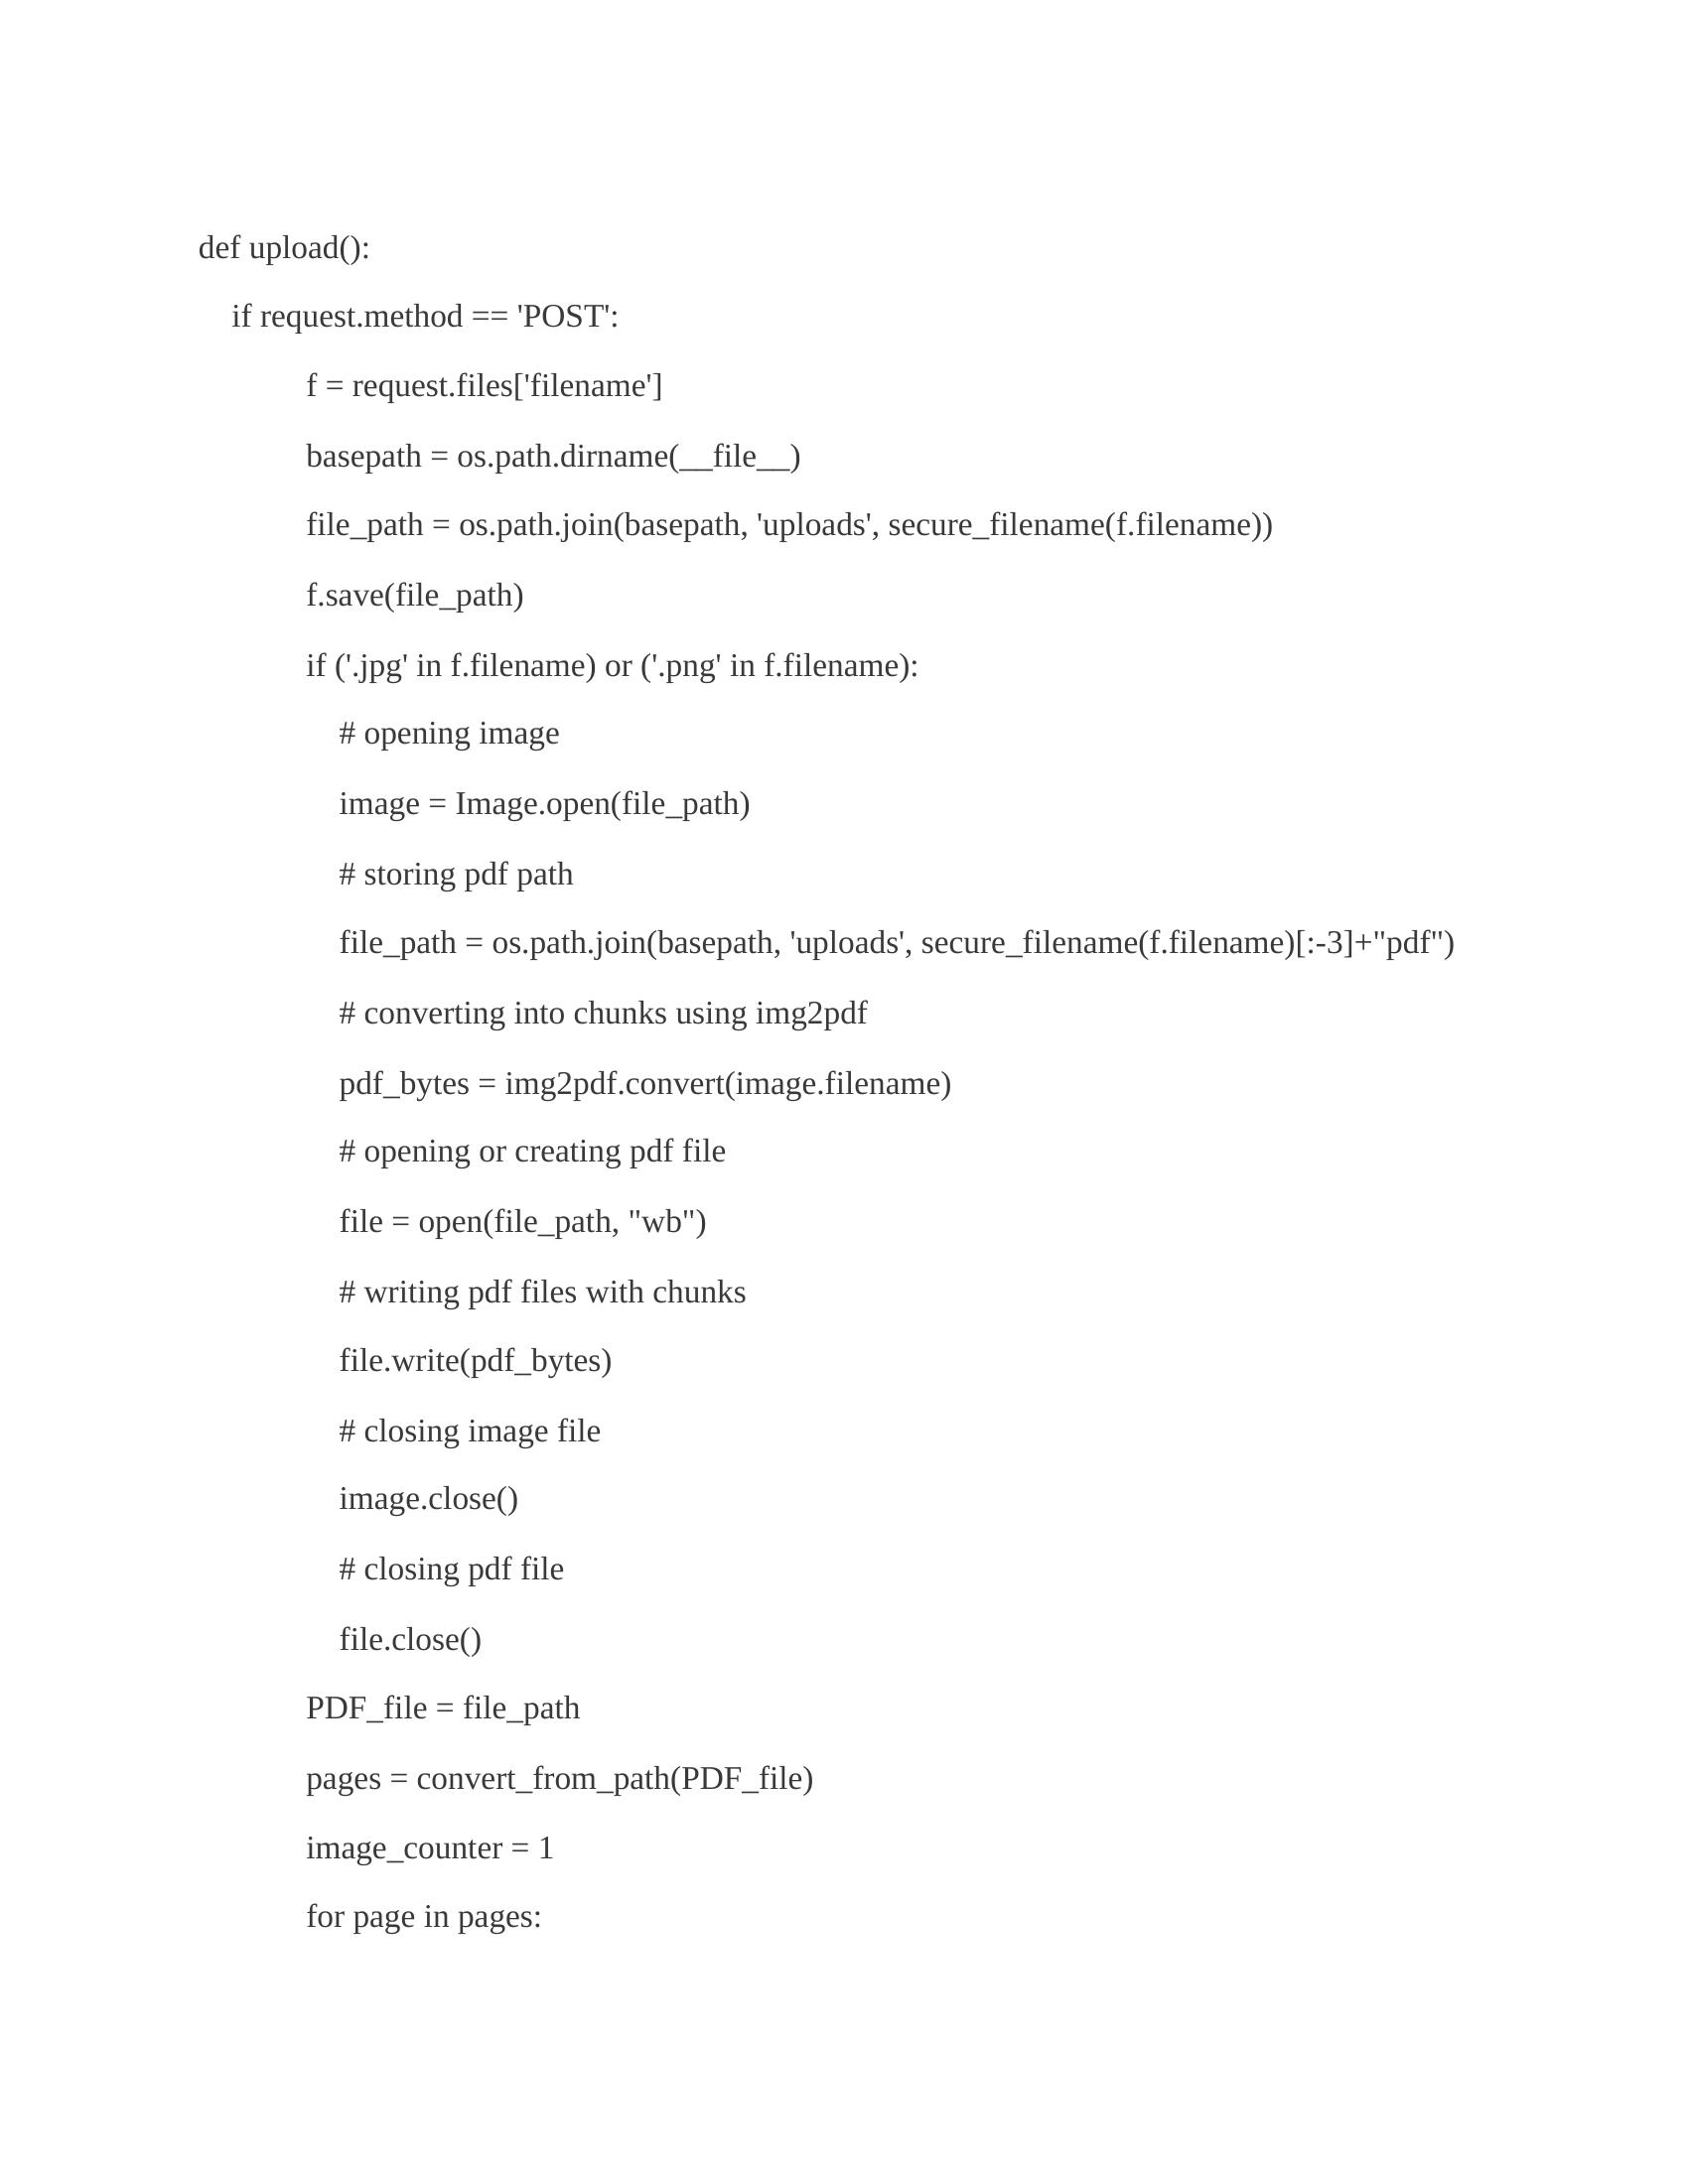 def upload():
if request.method == 'POST':
f = request.files['filename']
basepath = os.path.dirname(__file__)
file_path = os.path.join(basepath, 'uploads', secure_filename(f.filename))
f.save(file_path)
if ('.jpg' in f.filename) or ('.png' in f.filename):
# opening image
image = Image.open(file_path)
# storing pdf path
file_path = os.path.join(basepath, 'uploads', secure_filename(f.filename)[:-3]+"pdf")
# converting into chunks using img2pdf
pdf_bytes = img2pdf.convert(image.filename)
# opening or creating pdf file
file = open(file_path, "wb")
# writing pdf files with chunks
file.write(pdf_bytes)
# closing image file
image.close()
# closing pdf file
file.close()
PDF_file = file_path
pages = convert_from_path(PDF_file)
image_counter = 1
for page in pages: